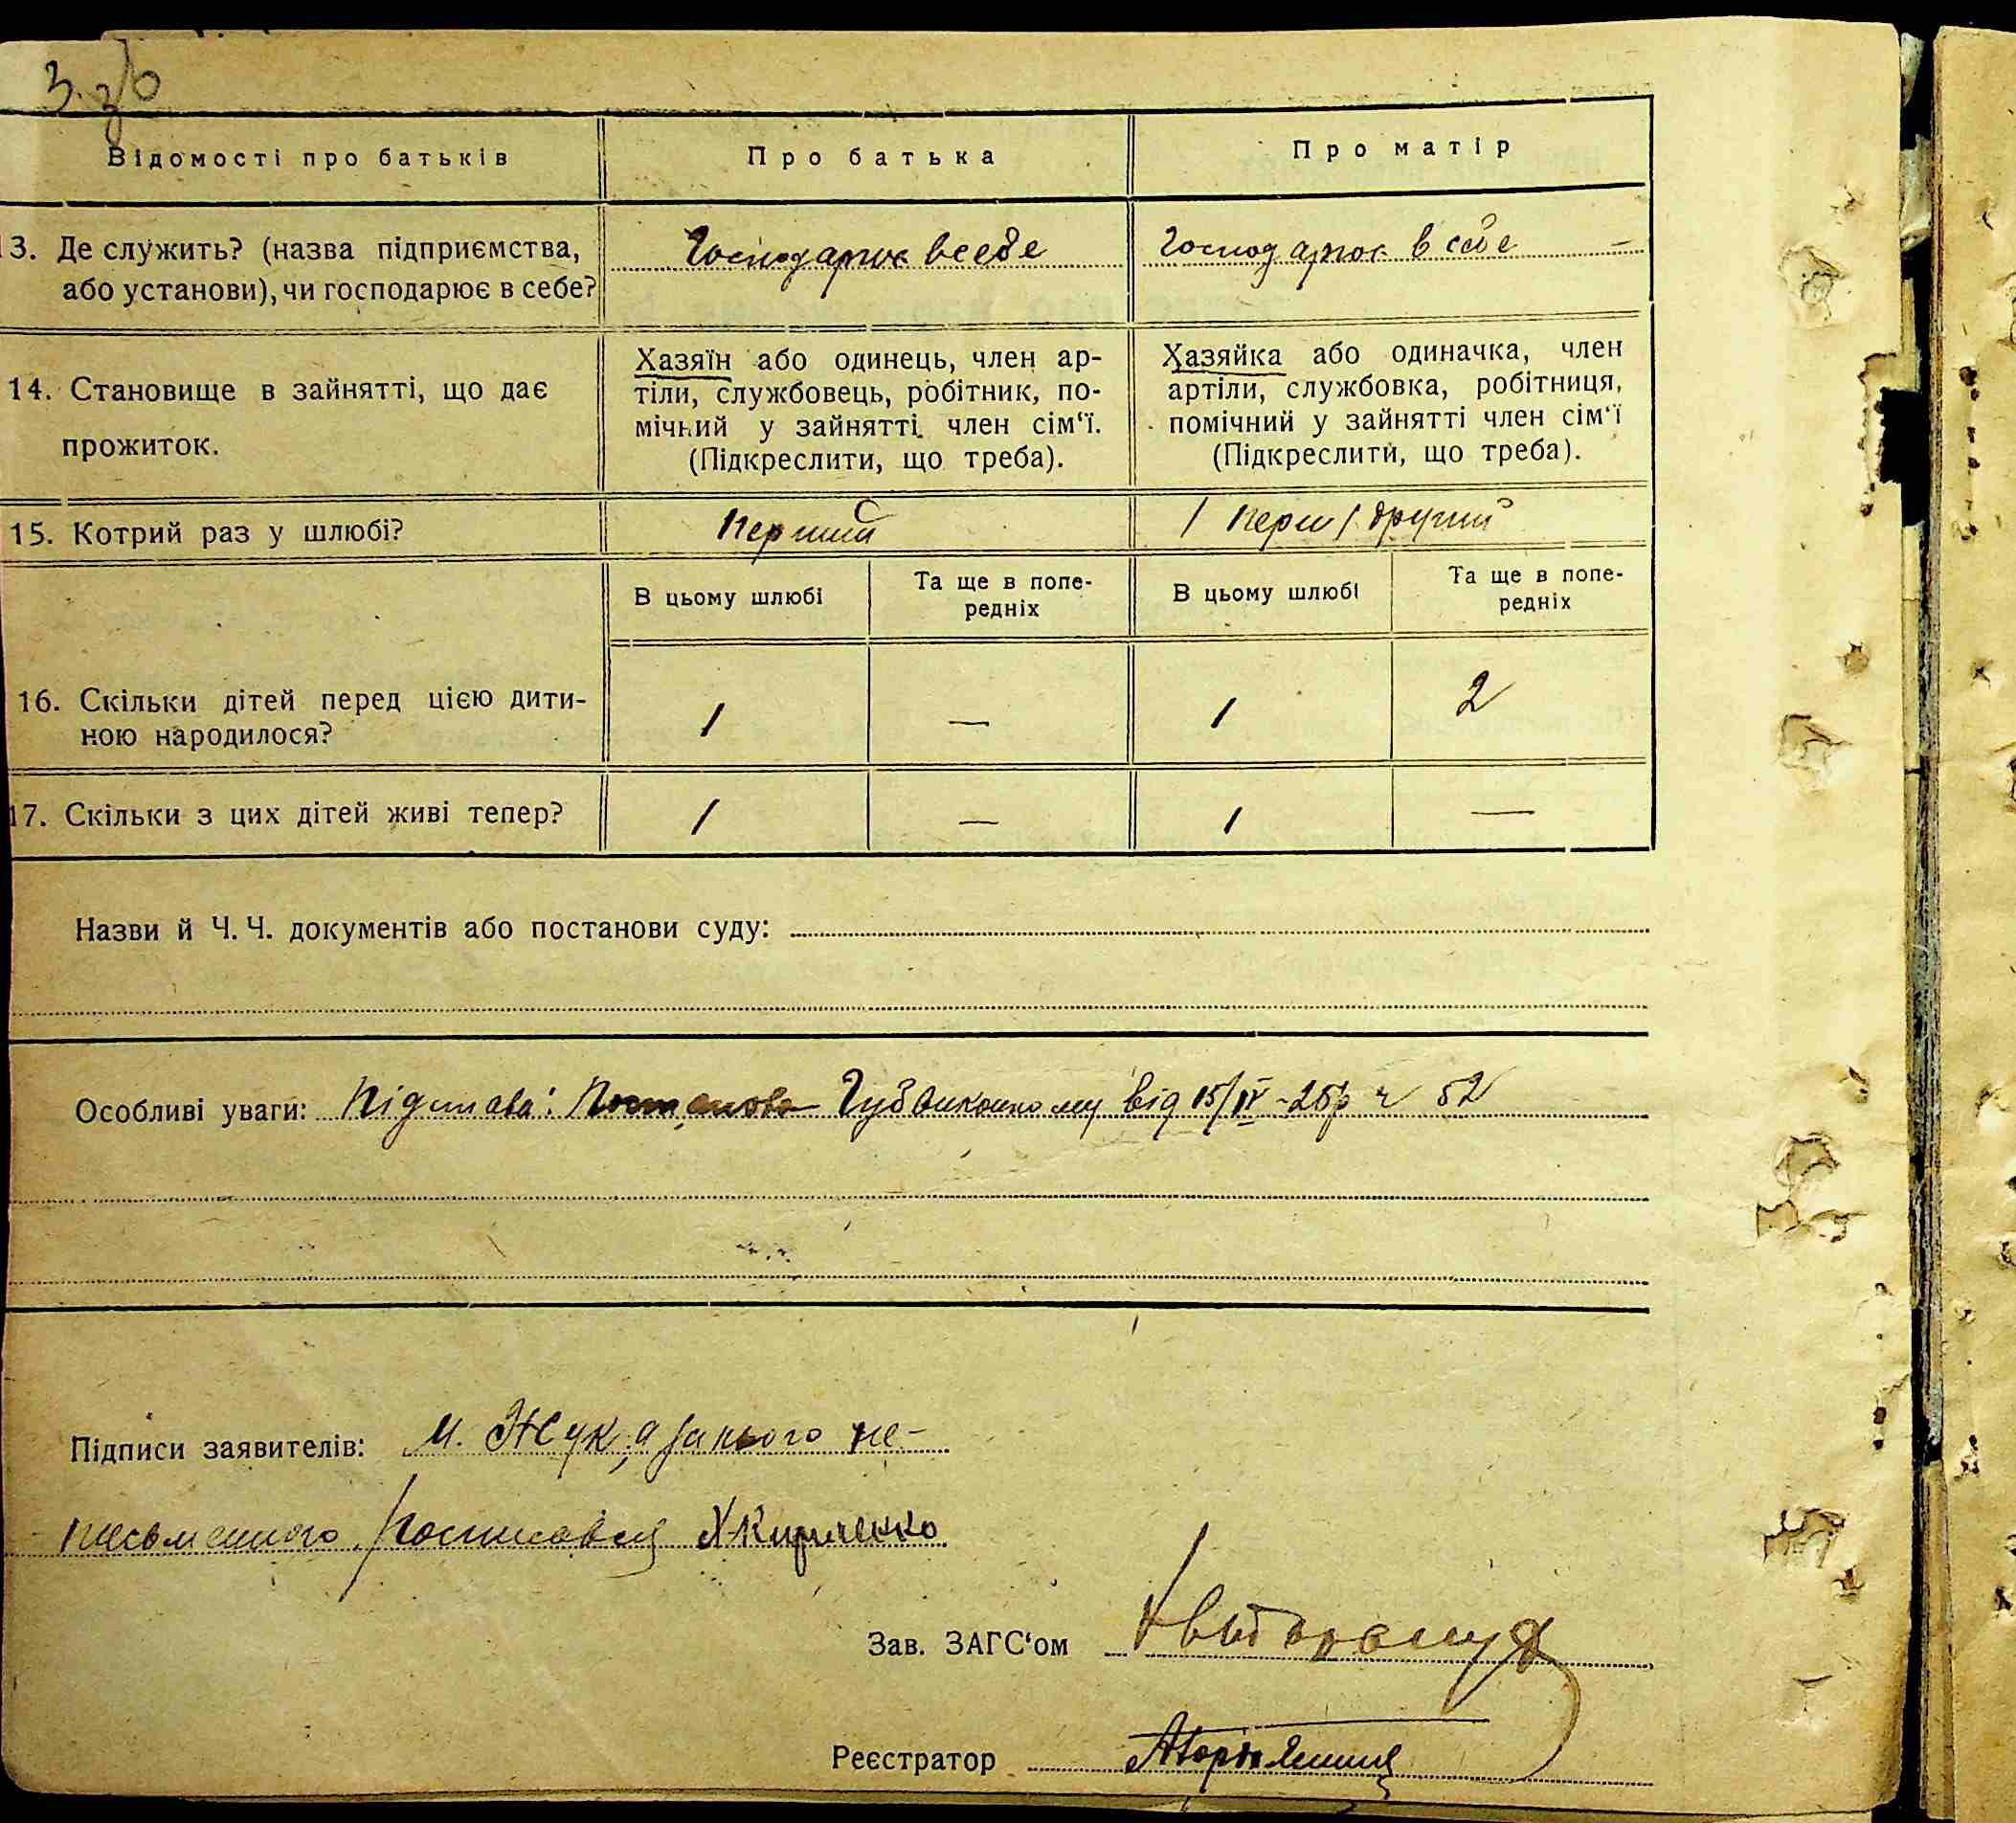 3. зб
Відомості про батьків
Про батька
Про матір
13. Де служить? (назва підприємства,
або установи), чи господарює в себе?
Господарює в себе
Господарює в себе —
14. Становище в зайнятті, що дає
прожиток.
Хазяїн або одинець, член ар-
тіли, службовець, робітник, по-
мічний у зайнятті член сім‘ї.
(Підкреслити, що треба).
Хазяйка або одиначка, член
артіли, службовка, робітниця,
помічний у зайнятті член сім‘ї
(Підкреслити, що треба).
15. Котрий раз у шлюбі?
Перший
/ перш / другий
В цьому шлюбі
Та ще в попе-
редніх
В цьому шлюбі
Та ще в попе-
редніх
16. Скільки дітей перед цією дити-
ною народилося?
1 — 1 2
17. Скільки з цих дітей живі тепер?
1 — 1 —
Назви й Ч. Ч. документів або постанови суду:
Особливі уваги: Підстава: Постанова Губвиконкому від 15/IV-25р ч 52
Підписи заявителів: М. Жук, а за нього не-
письменного росписався Х Кириченко
Зав. ЗАГС‘ом
Реєстратор